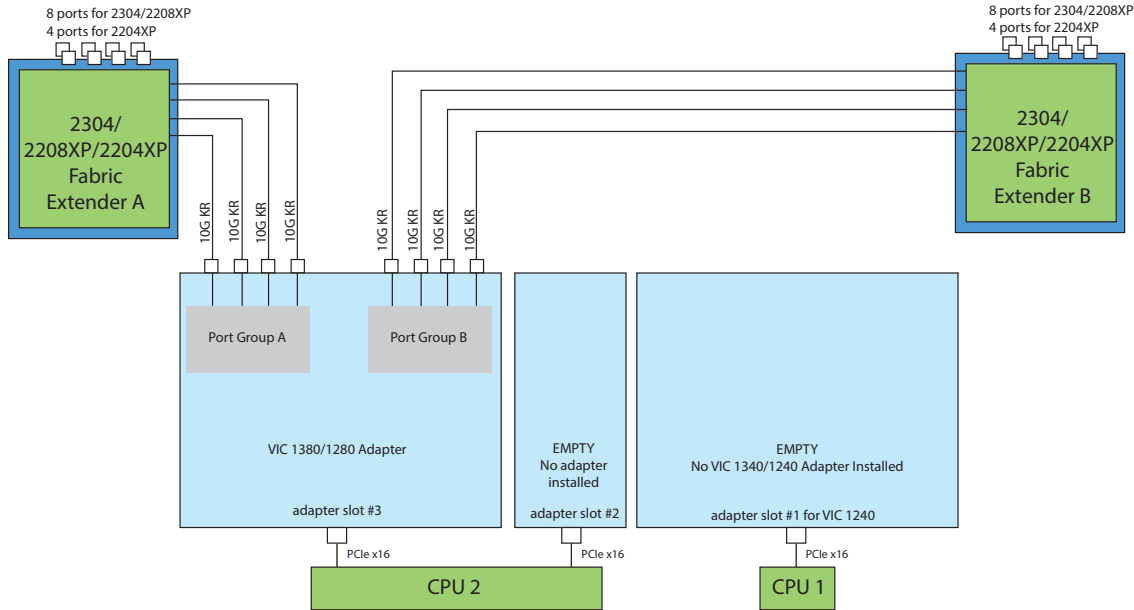 8 ports for 2304/2208XP
4 ports for 2204XP
8 ports for 2304/2208XP
4 ports for 2204XP
2304/
2208XP/2204XP
Fabric
Extender A
2304/
2208XP/2204XP
Fabric
Extender B
10G KR
10G KR
10G KR
10G KR
10G KR
10G KR
10G KR
10G KR
Port Group A
Port Group B
VIC 1380/1280 Adapter
adapter slot #3
EMPTY
No adapter
installed
adapter slot #2
EMPTY
No VIC 1340/1240 Adapter Installed
adapter slot #1 for VIC 1240
PCIe x16
PCIe x16
PCIe x16
CPU 2
CPU 1